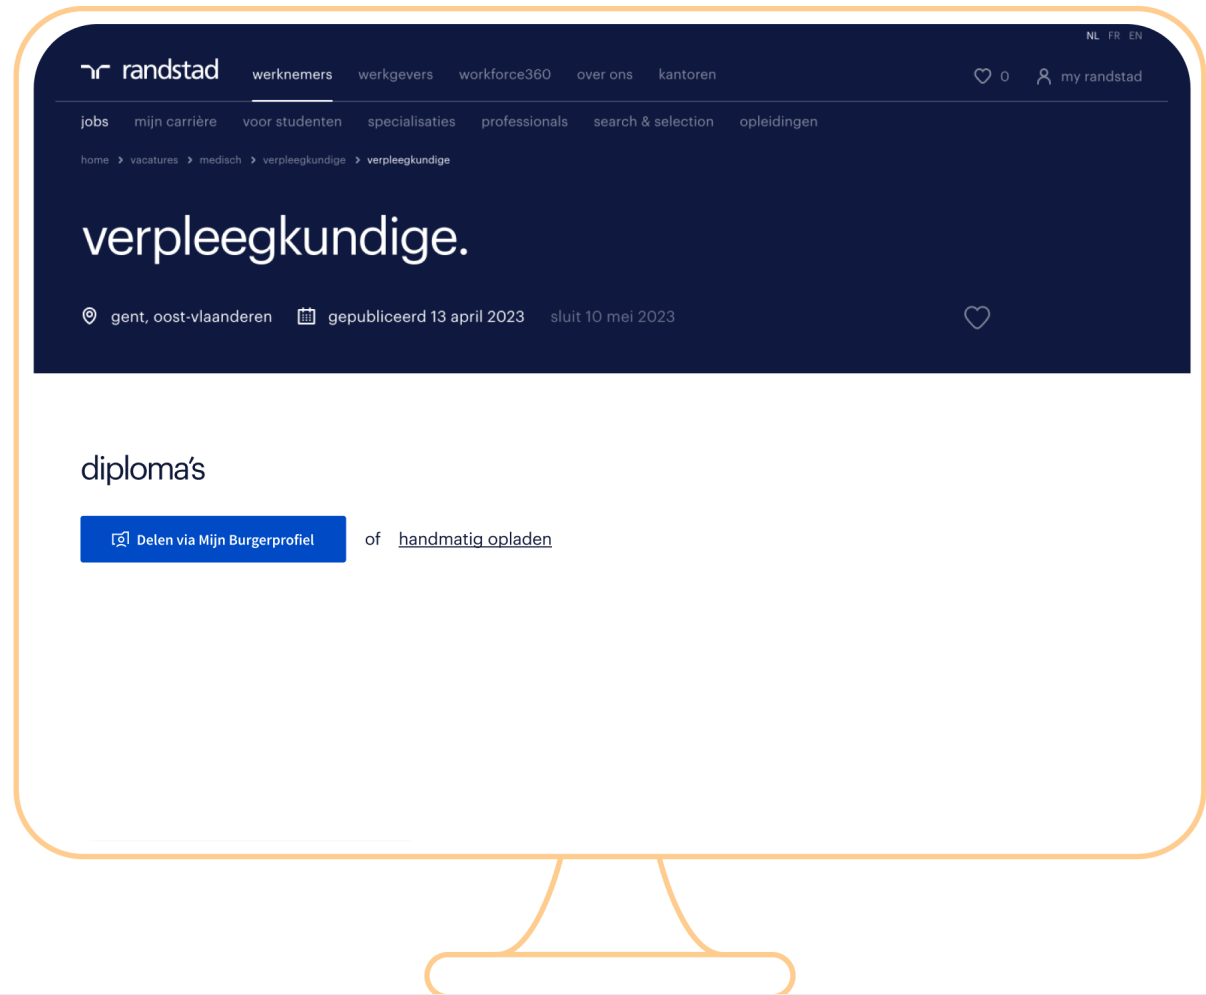 NL FR EN
randstad werknemers werkgevers workforce360 over ons kantoren 0 my randstad
jobs mijn carrière voor studenten specialisaties professionals search & selection opleidingen
home > vacatures > medisch > verpleegkundige > verpleegkundige
verpleegkundige.
gent, oost-vlaanderen gepubliceerd 13 april 2023 sluit 10 mei 2023
diploma's
Delen via Mijn Burgerprofiel of handmatig opladen